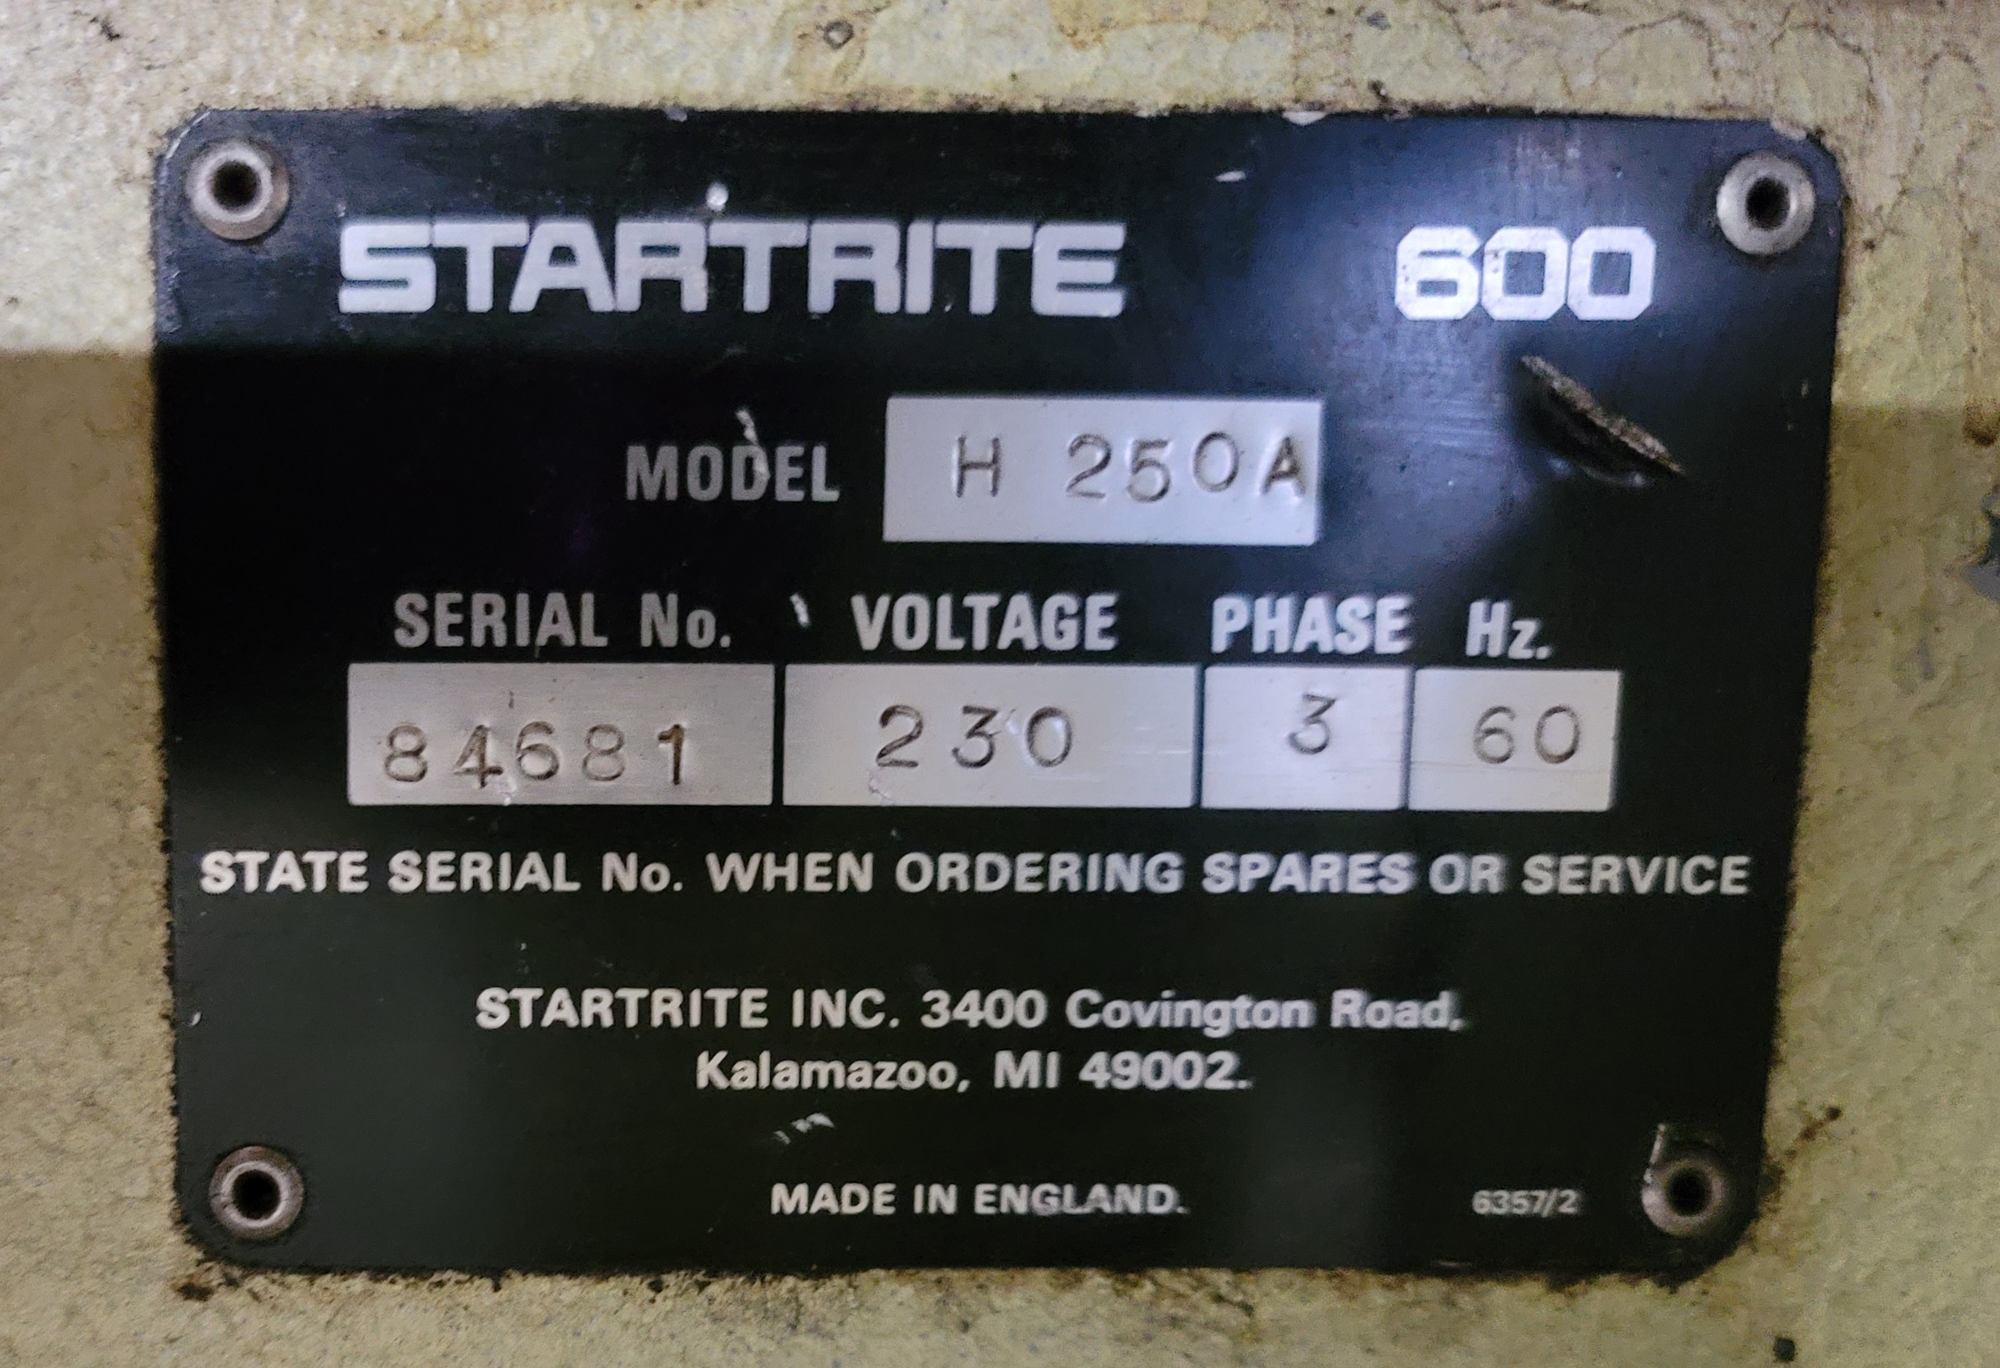 STARTRITE 600
MODEL H 250A
SERIAL No. VOLTAGE PHASE Hz.
84681 230 3 60
STATE SERIAL No. WHEN ORDERING SPARES OR SERVICE
STARTRITE INC. 3400 Covington Road,
Kalamazoo, MI 49002.
MADE IN ENGLAND. 6357/2